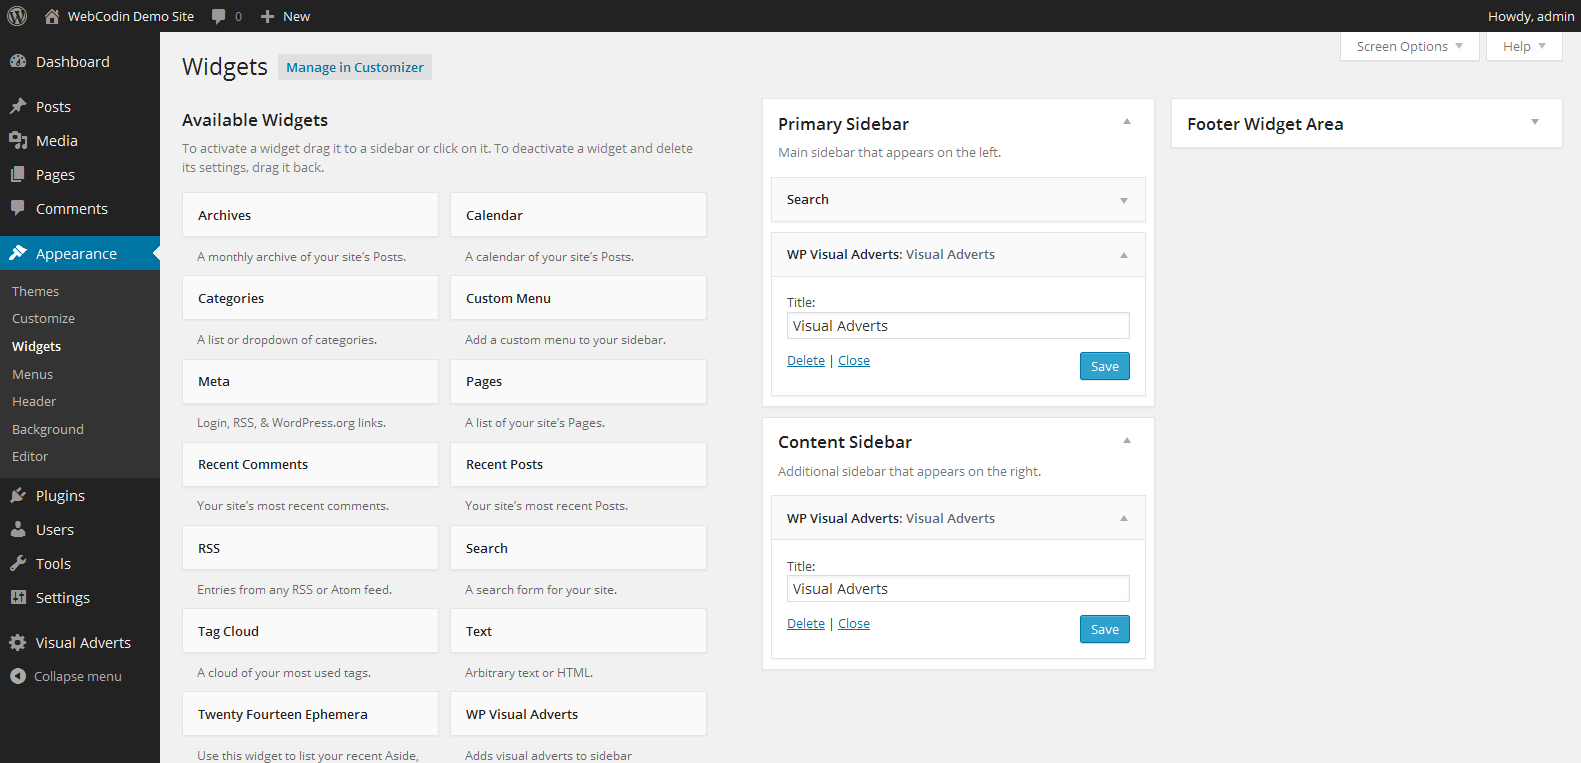 WebCodin Demo Site 0 New Howdy, admin
Dashboard
Posts
Media
Pages
Comments
Appearance
Themes
Customize
Widgets
Menus
Header
Background
Editor
Plugins
Users
Tools
Settings
Visual Adverts
Collapse menu
Screen Options Help
Widgets Manage in Customizer
Available Widgets
To activate a widget drag it to a sidebar or click on it. To deactivate a widget and delete
its settings, drag it back.
Archives Calendar
A monthly archive of your site’s Posts. A calendar of your site’s Posts.
Categories Custom Menu
A list or dropdown of categories. Add a custom menu to your sidebar.
Meta Pages
Login, RSS, & WordPress.org links. A list of your site’s Pages.
Recent Comments Recent Posts
Your site’s most recent comments. Your site’s most recent Posts.
RSS Search
Entries from any RSS or Atom feed. A search form for your site.
Tag Cloud Text
A cloud of your most used tags. Arbitrary text or HTML.
Twenty Fourteen Ephemera WP Visual Adverts
Use this widget to list your recent Aside, Adds visual adverts to sidebar
Primary Sidebar
Main sidebar that appears on the left.
Search
WP Visual Adverts: Visual Adverts
Title:
Visual Adverts
Delete | Close Save
Content Sidebar
Additional sidebar that appears on the right.
WP Visual Adverts: Visual Adverts
Title:
Visual Adverts
Delete | Close Save
Footer Widget Area